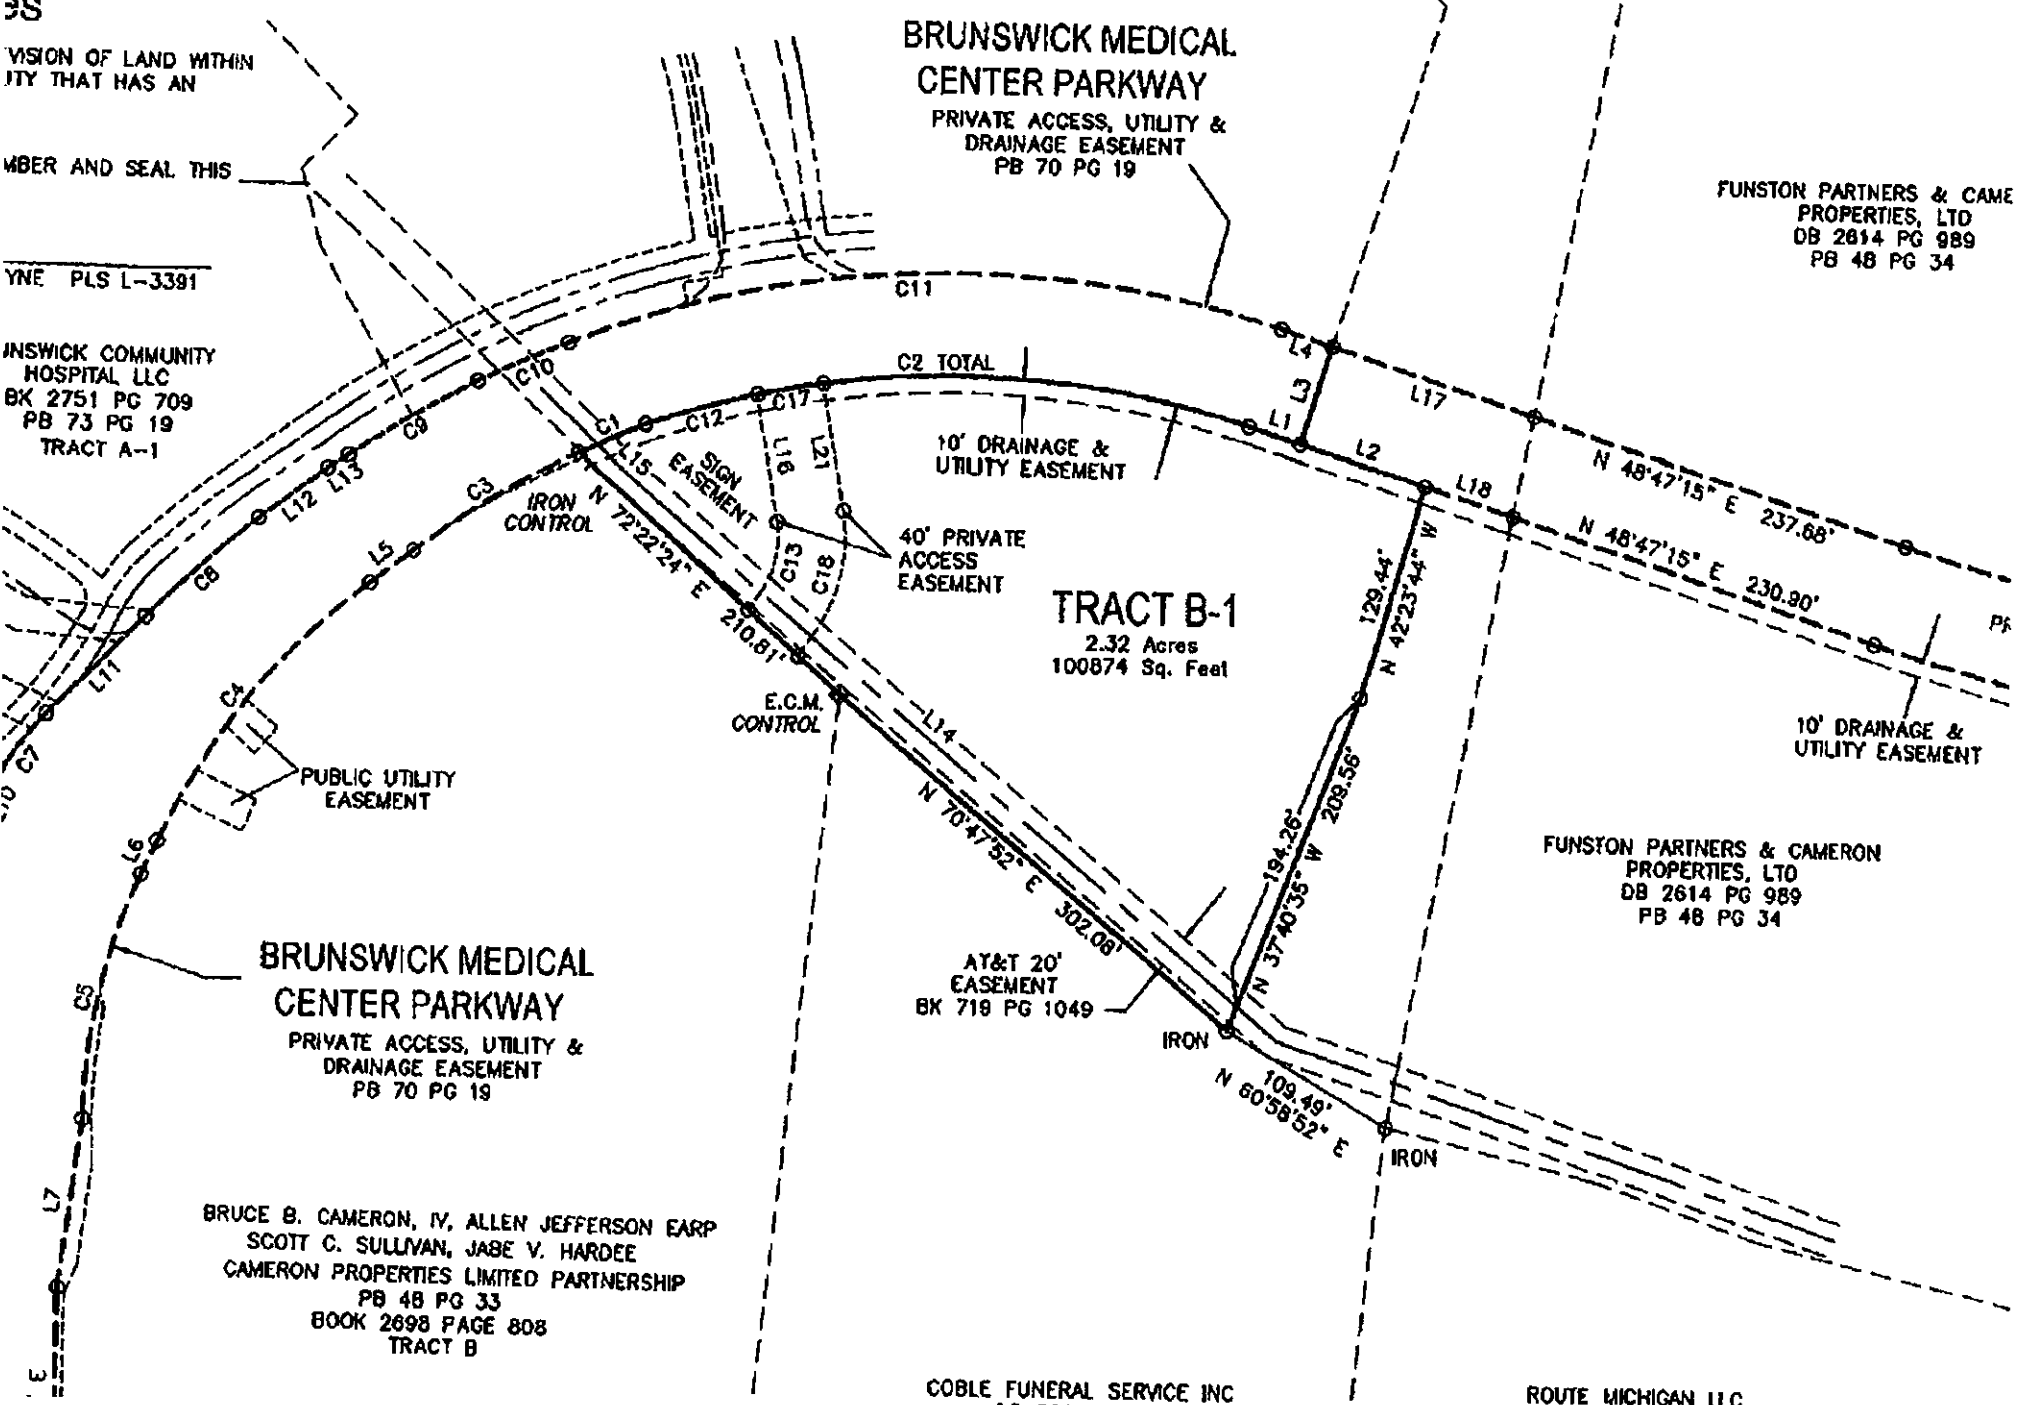 VISION OF LAND WITHIN
ITY THAT HAS AN
MBER AND SEAL THIS
YNE PLS L-3391
UNSWICK COMMUNITY
HOSPITAL LLC
BK 2751 PG 709
PB 73 PG 19
TRACT A-1
BRUNSWICK MEDICAL
CENTER PARKWAY
PRIVATE ACCESS, UTILITY &
DRAINAGE EASEMENT
PB 70 PG 19
FUNSTON PARTNERS & CAME
PROPERTIES, LTD
DB 2614 PG 989
PB 48 PG 34
C11
L4
L3
L17
C10
C2 TOTAL
C1
C12
C17
L1
L2
L18
C9
L13
L12
C3
L15
L16
L21
SIGN
EASEMENT
10' DRAINAGE &
UTILITY EASEMENT
N 48°47'15" E 237.68'
N 48°47'15" E 230.90'
IRON
CONTROL
N 72°22'24" E 210.81'
L5
C8
C13
C18
40' PRIVATE
ACCESS
EASEMENT
TRACT B-1
2.32 Acres
100874 Sq. Feet
129.44'
N 42°23'44" W
L11
C4
C7
E.C.M.
CONTROL
L14
10' DRAINAGE &
UTILITY EASEMENT
PUBLIC UTILITY
EASEMENT
N 70°47'52" E 302.08'
194.26'
N 37°40'35" W 209.56'
L6
FUNSTON PARTNERS & CAMERON
PROPERTIES, LTD
DB 2614 PG 989
PB 48 PG 34
BRUNSWICK MEDICAL
CENTER PARKWAY
PRIVATE ACCESS, UTILITY &
DRAINAGE EASEMENT
PB 70 PG 19
C5
AT&T 20'
EASEMENT
BK 719 PG 1049
IRON
109.49'
N 60°58'52" E
IRON
L7
BRUCE B. CAMERON, IV, ALLEN JEFFERSON EARP
SCOTT C. SULLIVAN, JABE V. HARDEE
CAMERON PROPERTIES LIMITED PARTNERSHIP
PB 48 PG 33
BOOK 2698 PAGE 808
TRACT B
COBLE FUNERAL SERVICE INC
ROUTE MICHIGAN LLC